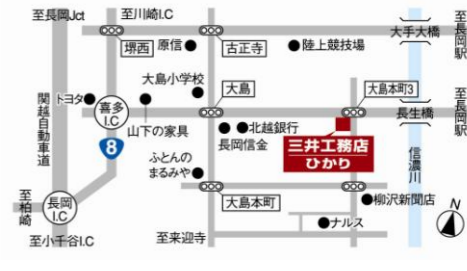 至長岡Jct
至川崎I.C
至長岡駅
堺西
原信
古正寺
陸上競技場
大手大橋
大島小学校
トヨタ
喜多I.C
大島
大島本町3
至長岡駅
関越自動車道
山下の家具
北越銀行
長岡信金
長生橋
8
三井工務店
ひかり
信濃川
ふとんの
まるみや
至柏崎
長岡I.C
大島本町
柳沢新聞店
ナルス
N
至小千谷I.C
至来迎寺